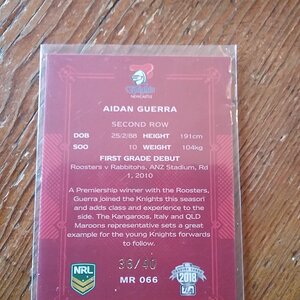 NEWCASTLE
AIDAN GUERRA
SECOND ROW
DOB 25/2/88 HEIGHT 191cm
SOO 10 WEIGHT 104kg
FIRST GRADE DEBUT
Roosters v Rabbitohs, ANZ Stadium, Rd
1, 2010
A Premiership winner with the Roosters,
Guerra joined the Knights this season
and adds class and experience to the
side. The Kangaroos, Italy and QLD
Maroons representative sets a great
example for the young Knights forwards
to follow.
36/40
NRL
MR 066
2018